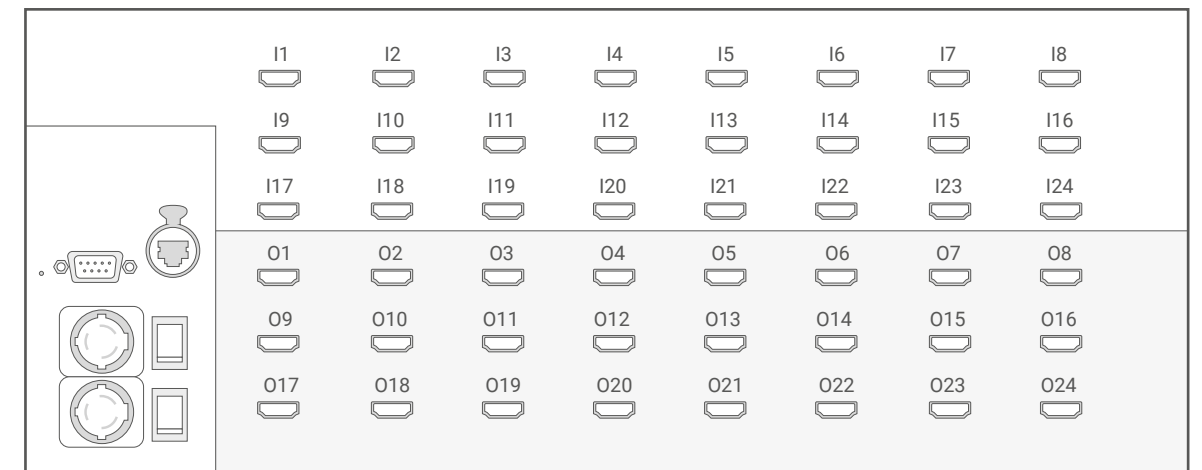 I1 I2 I3 I4 I5 I6 I7 I8
I9 I10 I11 I12 I13 I14 I15 I16
I17 I18 I19 I20 I21 I22 I23 I24
O1 O2 O3 O4 O5 O6 O7 O8
O9 O10 O11 O12 O13 O14 O15 O16
O17 O18 O19 O20 O21 O22 O23 O24